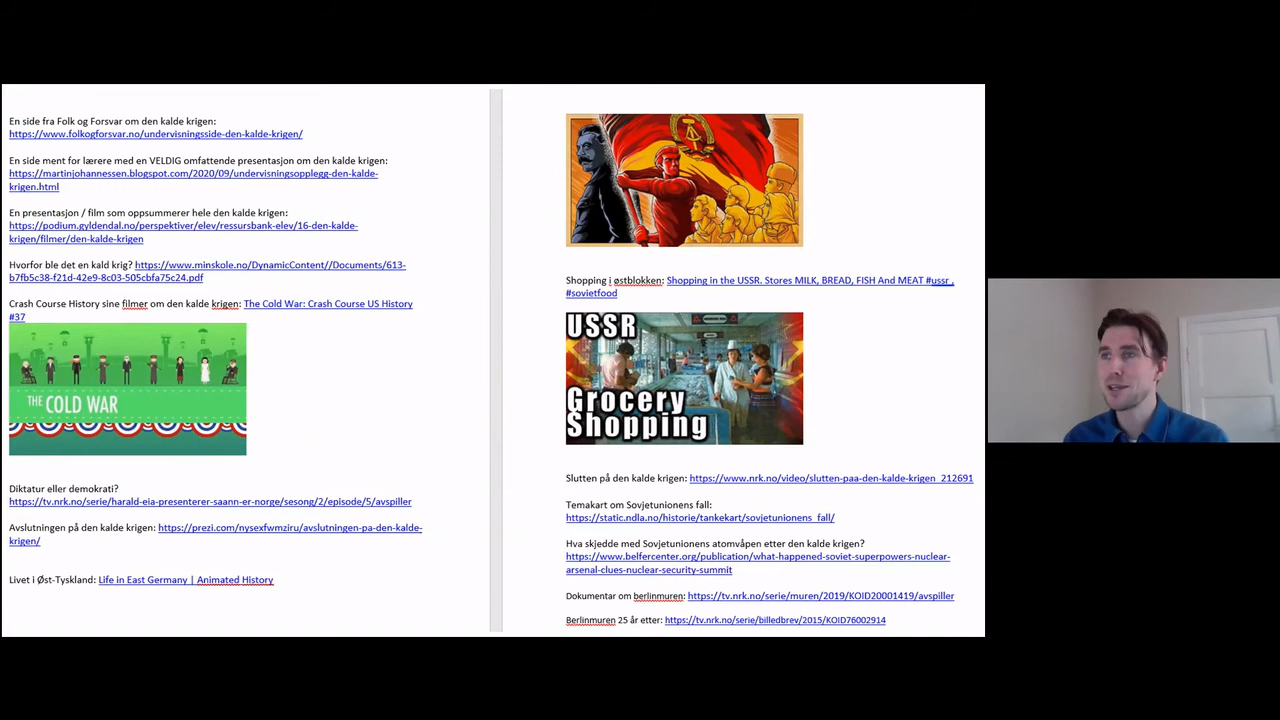 En side fra Folk og Forsvar om den kalde krigen:
https://www.folkogforsvar.no/undervisningsside-den-kalde-krigen/
En side ment for lærere med en VELDIG omfattende presentasjon om den kalde krigen:
https://martinjohannessen.blogspot.com/2020/09/undervisningsopplegg-den-kalde-
krigen.html
En presentasjon / film som oppsummerer hele den kalde krigen:
https://podium.gyldendal.no/perspektiver/elev/ressursbank-elev/16-den-kalde-
krigen/filmer/den-kalde-krigen
Hvorfor ble det en kald krig? https://www.minskole.no/DynamicContent//Documents/613-
b7fb5c38-f21d-42e9-8c03-505cbfa75c24.pdf
Crash Course History sine filmer om den kalde krigen: The Cold War: Crash Course US History
#37
THE COLD WAR
Diktatur eller demokrati?
https://tv.nrk.no/serie/harald-eia-presenterer-saann-er-norge/sesong/2/episode/5/avspiller
Avslutningen på den kalde krigen: https://prezi.com/nysexfwmziru/avslutningen-pa-den-kalde-
krigen/
Livet i Øst-Tyskland: Life in East Germany | Animated History
Shopping i østblokken: Shopping in the USSR. Stores MILK, BREAD, FISH And MEAT #ussr ,
#sovietfood
USSR
Grocery
Shopping
Slutten på den kalde krigen: https://www.nrk.no/video/slutten-paa-den-kalde-krigen_212691
Temakart om Sovjetunionens fall:
https://static.ndla.no/historie/tankekart/sovjetunionens_fall/
Hva skjedde med Sovjetunionens atomvåpen etter den kalde krigen?
https://www.belfercenter.org/publication/what-happened-soviet-superpowers-nuclear-
arsenal-clues-nuclear-security-summit
Dokumentar om berlinmuren: https://tv.nrk.no/serie/muren/2019/KOID20001419/avspiller
Berlinmuren 25 år etter: https://tv.nrk.no/serie/billedbrev/2015/KOID76002914